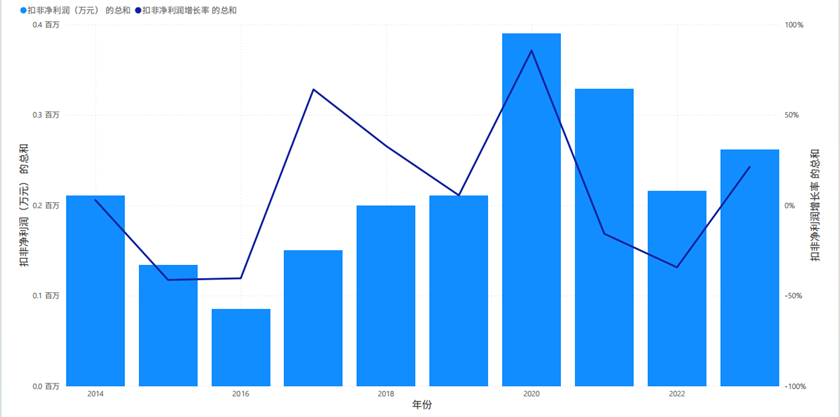 扣非净利润（万元） 的总和 扣非净利润增长率 的总和
0.4 百万
0.3 百万
0.2 百万
0.1 百万
0.0 百万
扣非净利润（万元） 的总和
100%
50%
0%
-50%
-100%
扣非净利润增长率 的总和
2014 2016 2018 2020 2022
年份